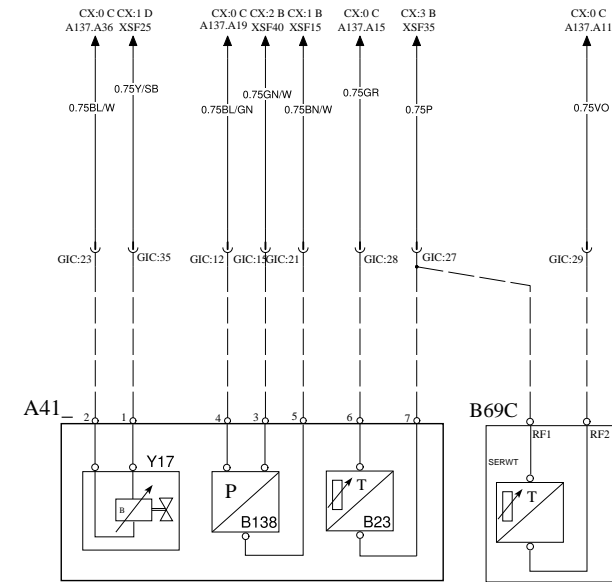 CX:0 C CX:1 D CX:0 C CX:2 B CX:1 B CX:0 C CX:3 B CX:0 C
A137.A36 XSF25 A137.A19 XSF40 XSF15 A137.A15 XSF35 A137.A11
0.75Y/SB 0.75GN/W 0.75GR
0.75BL/W 0.75BL/GN 0.75BN/W 0.75P 0.75VO
GIC:23 GIC:35 GIC:12 GIC:15 GIC:21 GIC:28 GIC:27 GIC:29
A41_ B69C
2 1 4 3 5 6 7
RF1 RF2
Y17 SERWT
P T T
B
B138 B23